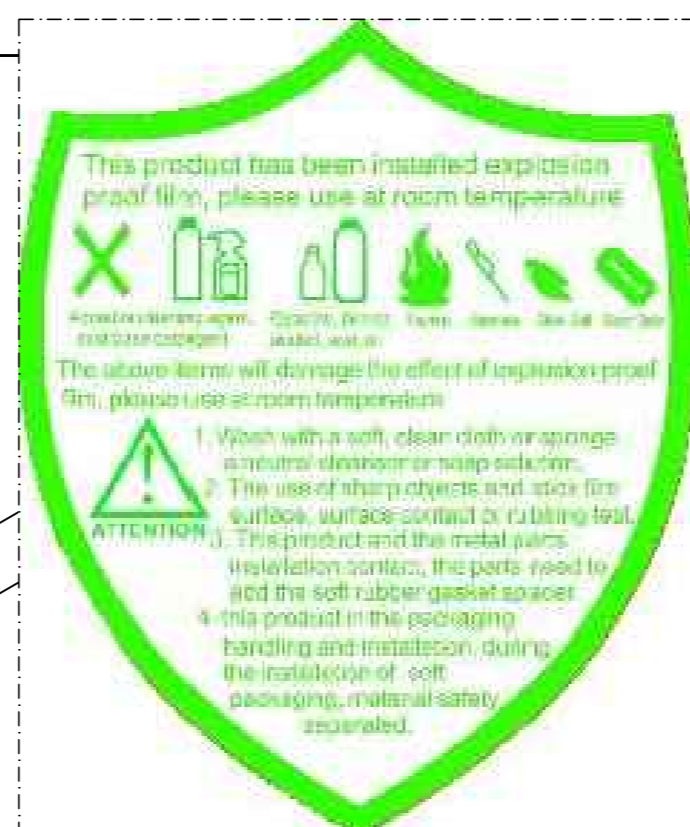 This product has been installed explosion
proof film, please use at room temperature
The above items will damage the effect of explosion proof
film, please use at room temperature
1. Wash with a soft, clean cloth or sponge
a neutral cleanser or soap solution.
2. The use of sharp objects and stick film
surface, surface contact or rubbing test.
ATTENTION
3. This product and the metal parts
installation contact, the parts need to
add the soft rubber gasket spacer
4. this product in the packaging
handling and installation, during
the installation of soft
packaging, material safety
separated.